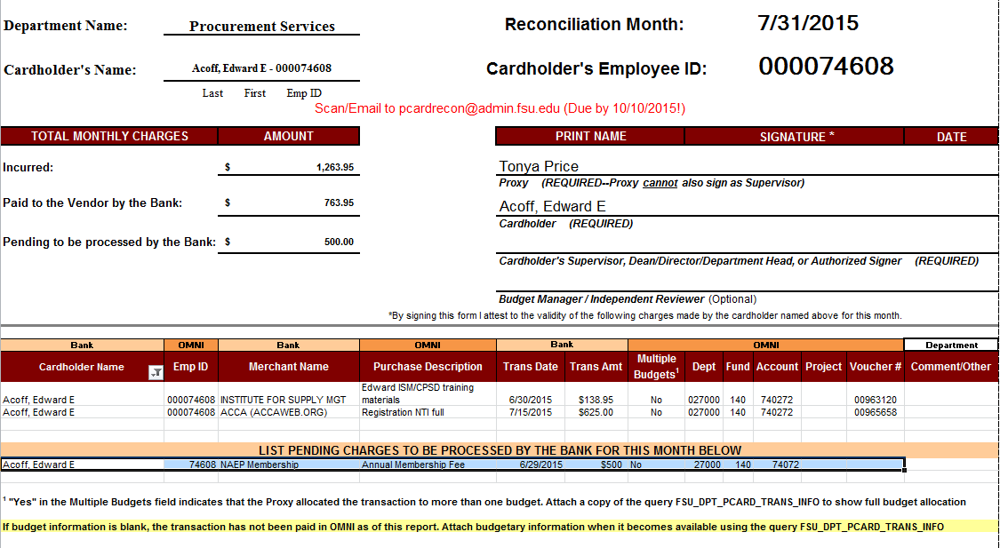 Department Name: Procurement Services Reconciliation Month: 7/31/2015
Cardholder's Name: Acoff, Edward E - 000074608 Cardholder's Employee ID: 000074608
Last First Emp ID
Scan/Email to pcardrecon@admin.fsu.edu (Due by 10/10/2015!)
TOTAL MONTHLY CHARGES AMOUNT PRINT NAME SIGNATURE * DATE
Incurred: $ 1,263.95
Tonya Price
Proxy (REQUIRED--Proxy cannot also sign as Supervisor)
Paid to the Vendor by the Bank: $ 763.95
Acoff, Edward E
Cardholder (REQUIRED)
Pending to be processed by the Bank: $ 500.00
Cardholder's Supervisor, Dean/Director/Department Head, or Authorized Signer (REQUIRED)
Budget Manager / Independent Reviewer (Optional)
*By signing this form I attest to the validity of the following charges made by the cardholder named above for this month.
Bank OMNI Bank OMNI Bank OMNI Department
Cardholder Name Emp ID Merchant Name Purchase Description Trans Date Trans Amt Multiple Budgets1 Dept Fund Account Project Voucher # Comment/Other
Acoff, Edward E 000074608 INSTITUTE FOR SUPPLY MGT Edward ISM/CPSD training materials 6/30/2015 $138.95 No 027000 140 740272 00963120
Acoff, Edward E 000074608 ACCA (ACCAWEB.ORG) Registration NTI full 7/15/2015 $625.00 No 027000 140 740272 00965658
LIST PENDING CHARGES TO BE PROCESSED BY THE BANK FOR THIS MONTH BELOW
Acoff, Edward E 74608 NAEP Membership Annual Membership Fee 6/29/2015 $500 No 27000 140 74072
1 "Yes" in the Multiple Budgets field indicates that the Proxy allocated the transaction to more than one budget. Attach a copy of the query FSU_DPT_PCARD_TRANS_INFO to show full budget allocation
If budget information is blank, the transaction has not been paid in OMNI as of this report. Attach budgetary information when it becomes available using the query FSU_DPT_PCARD_TRANS_INFO